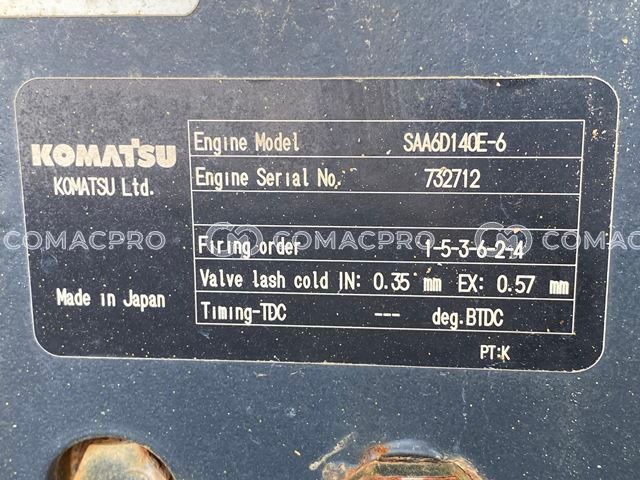 KOMATSU
KOMATSU Ltd.
Made in Japan
Engine Model SAA6D140E-6
Engine Serial No. 732712
Firing order 1-5-3-6-2-4
Valve lash cold IN: 0.35 mm EX: 0.57 mm
Timing-TDC --- deg.BTDC
PT:K
COMACPRO COMACPRO COMACPRO